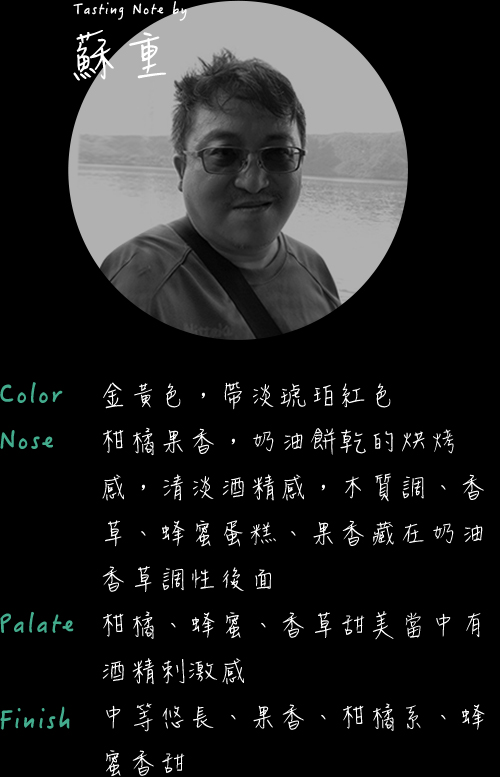 Tasting Note by
蘇重
Color 金黃色，帶淡琥珀紅色
Nose 柑橘果香，奶油餅乾的烘烤
感，清淡酒精感，木質調、香
草、蜂蜜蛋糕、果香藏在奶油
香草調性後面
Palate 柑橘、蜂蜜、香草甜美當中有
酒精刺激感
Finish 中等悠長、果香、柑橘系、蜂
蜜香甜